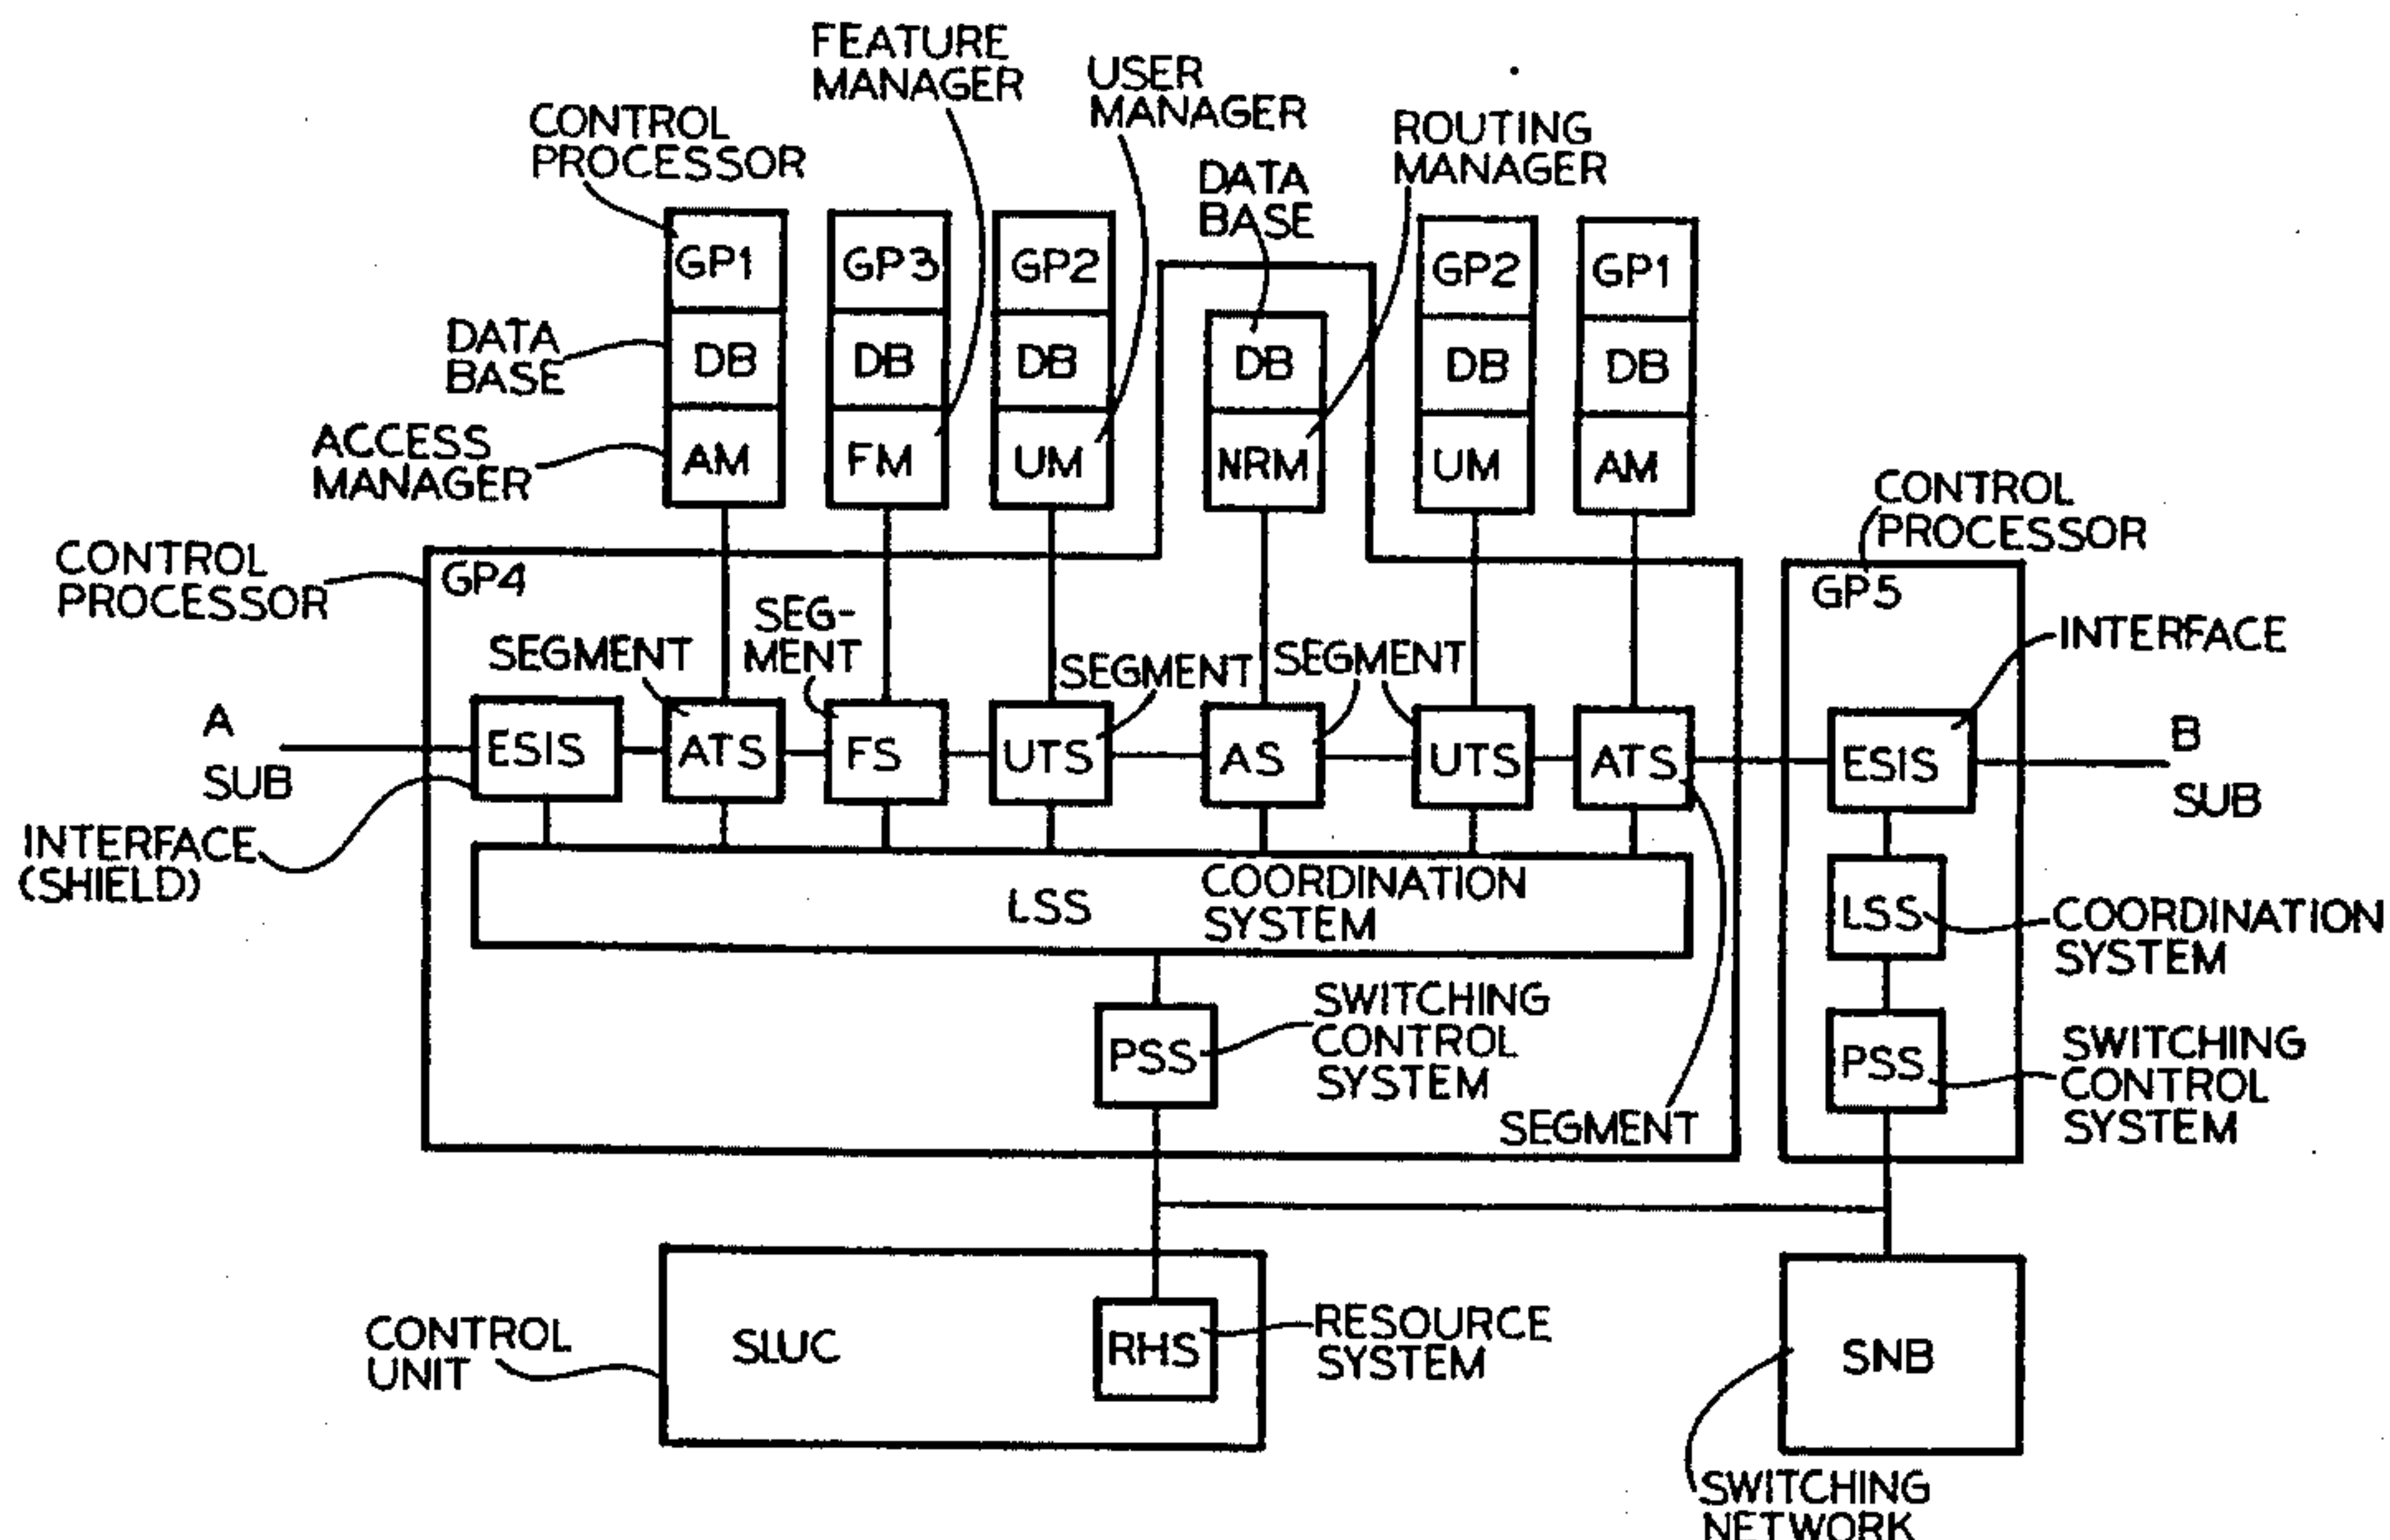 FEATURE
MANAGER
USER
MANAGER
CONTROL
PROCESSOR
ROUTING
MANAGER
DATA
BASE
GP1
GP3
GP2
GP2
GP1
DATA
BASE
DB
DB
DB
DB
DB
DB
ACCESS
MANAGER
AM
FM
UM
NRM
UM
AM
CONTROL
PROCESSOR
CONTROL
PROCESSOR
GP4
GP5
SEGMENT
SEG-
MENT
SEGMENT
SEGMENT
INTERFACE
A
SUB
ESIS
ATS
FS
UTS
AS
UTS
ATS
ESIS
B
SUB
INTERFACE
(SHIELD)
LSS
COORDINATION
SYSTEM
LSS
COORDINATION
SYSTEM
PSS
SWITCHING
CONTROL
SYSTEM
SEGMENT
PSS
SWITCHING
CONTROL
SYSTEM
CONTROL
UNIT
SLUC
RHS
RESOURCE
SYSTEM
SNB
SWITCHING
NETWORK